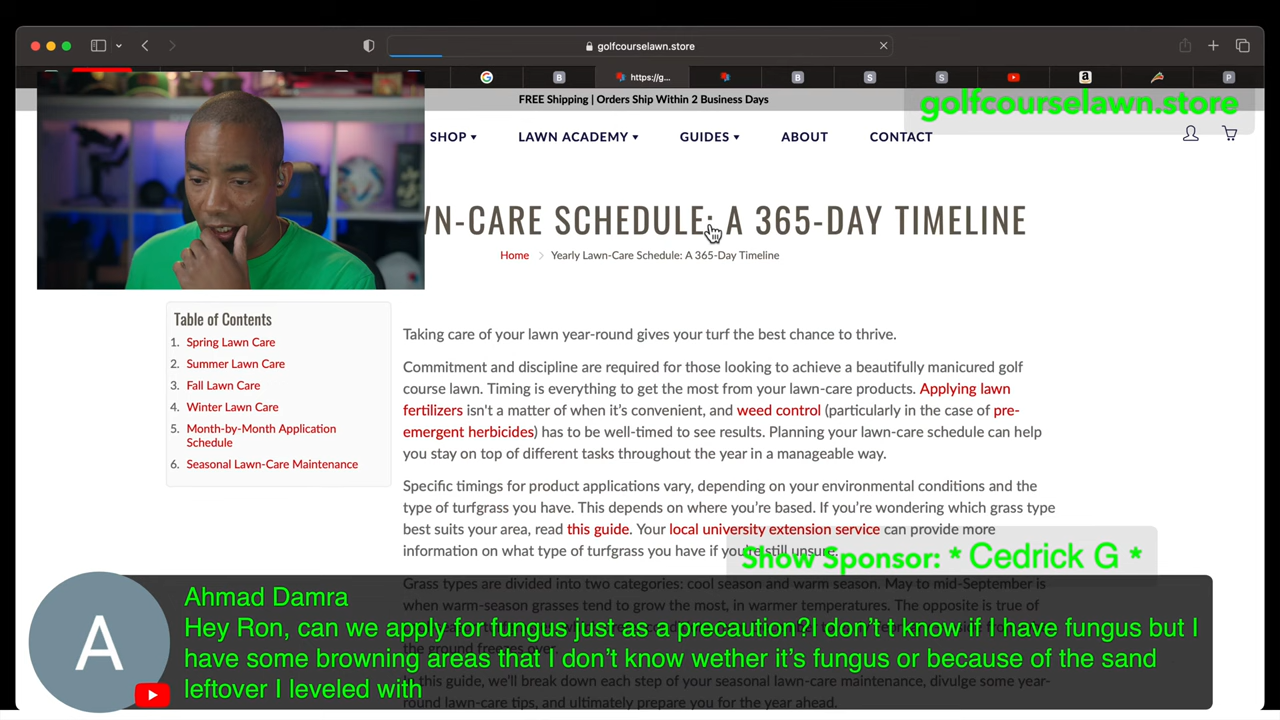 golfcourselawn.store
FREE Shipping | Orders Ship Within 2 Business Days
golfcourselawn.store
SHOP
LAWN ACADEMY
GUIDES
ABOUT
CONTACT
WN-CARE SCHEDULE: A 365-DAY TIMELINE
Home > Yearly Lawn-Care Schedule: A 365-Day Timeline
Table of Contents
1. Spring Lawn Care
2. Summer Lawn Care
3. Fall Lawn Care
4. Winter Lawn Care
5. Month-by-Month Application
Schedule
6. Seasonal Lawn-Care Maintenance
Taking care of your lawn year-round gives your turf the best chance to thrive.
Commitment and discipline are required for those looking to achieve a beautifully manicured golf
course lawn. Timing is everything to get the most from your lawn-care products. Applying lawn
fertilizers isn't a matter of when it's convenient, and weed control (particularly in the case of pre-
emergent herbicides) has to be well-timed to see results. Planning your lawn-care schedule can help
you stay on top of different tasks throughout the year in a manageable way.
Specific timings for product applications vary, depending on your environmental conditions and the
type of turfgrass you have. This depends on where you're based. If you're wondering which grass type
best suits your area, read this guide. Your local university extension service can provide more
information on what type of turfgrass you have if you're still unsure.
Show Sponsor: * Cedrick G *
Grass types are divided into two categories: cool season and warm season. May to mid-September is
when warm-season grasses tend to grow the most, in warmer temperatures. The opposite is true of
the ground freezes over.
In this guide, we'll break down each step of your seasonal lawn-care maintenance, divulge some year-
round lawn-care tips, and ultimately prepare you for the year ahead.
A
Ahmad Damra
Hey Ron, can we apply for fungus just as a precaution?I don't know if I have fungus but I
have some browning areas that I don't know wether it's fungus or because of the sand
leftover I leveled with